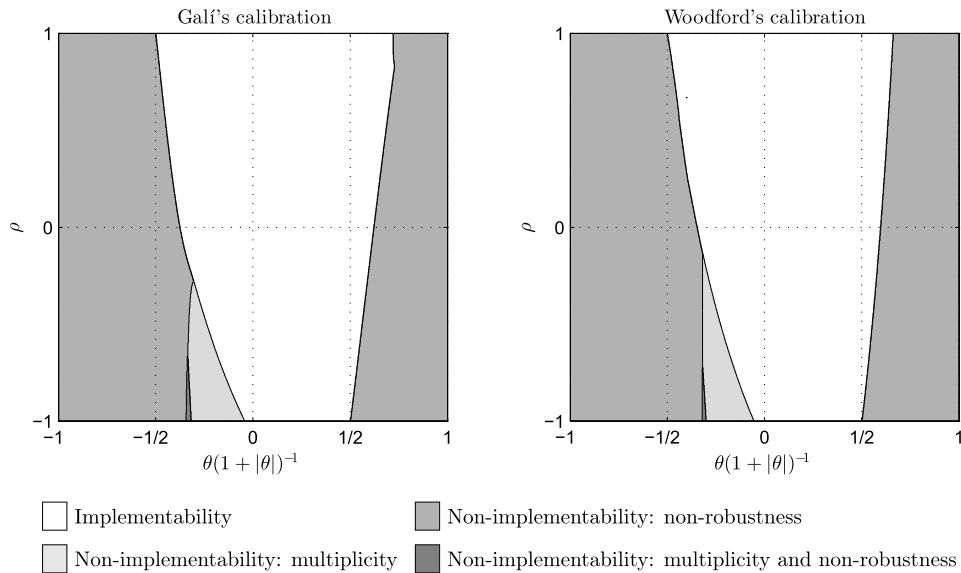 Galí's calibration
Woodford's calibration
1
0
−1
ρ
−1
−1/2
0
1/2
1
θ(1 + |θ|)⁻¹
1
0
−1
ρ
−1
−1/2
0
1/2
1
θ(1 + |θ|)⁻¹
Implementability
Non-implementability: non-robustness
Non-implementability: multiplicity
Non-implementability: multiplicity and non-robustness